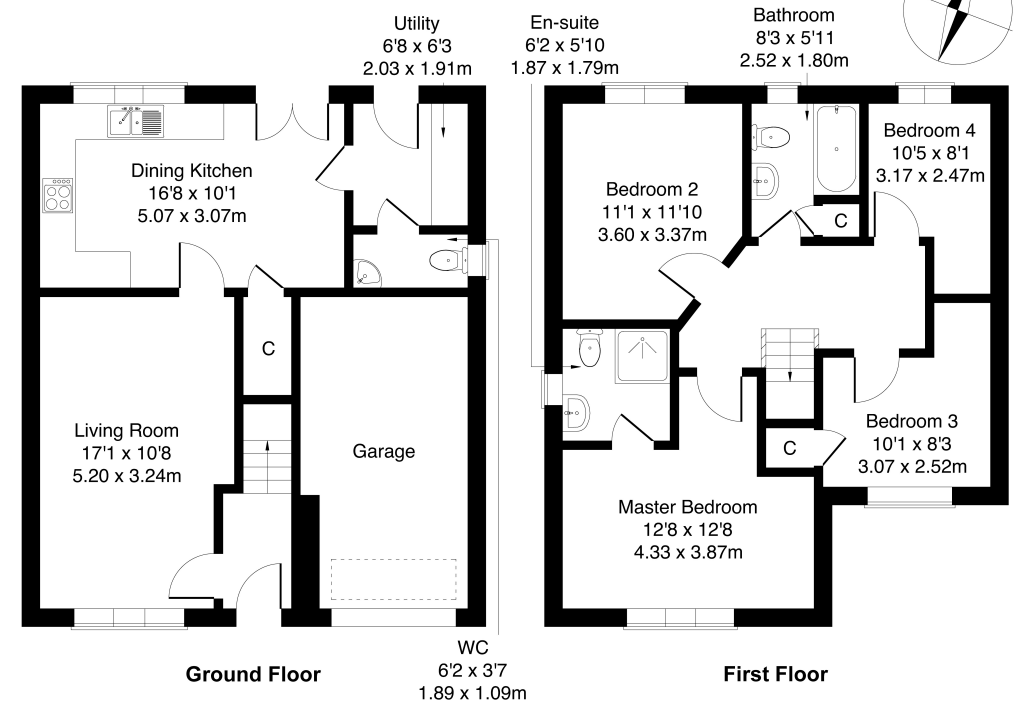 Utility
6'8 x 6'3
2.03 x 1.91m
En-suite
6'2 x 5'10
1.87 x 1.79m
Bathroom
8'3 x 5'11
2.52 x 1.80m
Dining Kitchen
16'8 x 10'1
5.07 x 3.07m
Bedroom 2
11'1 x 11'10
3.60 x 3.37m
Bedroom 4
10'5 x 8'1
3.17 x 2.47m
C
C
Living Room
17'1 x 10'8
5.20 x 3.24m
Garage
C
Bedroom 3
10'1 x 8'3
3.07 x 2.52m
Master Bedroom
12'8 x 12'8
4.33 x 3.87m
WC
6'2 x 3'7
1.89 x 1.09m
Ground Floor
First Floor